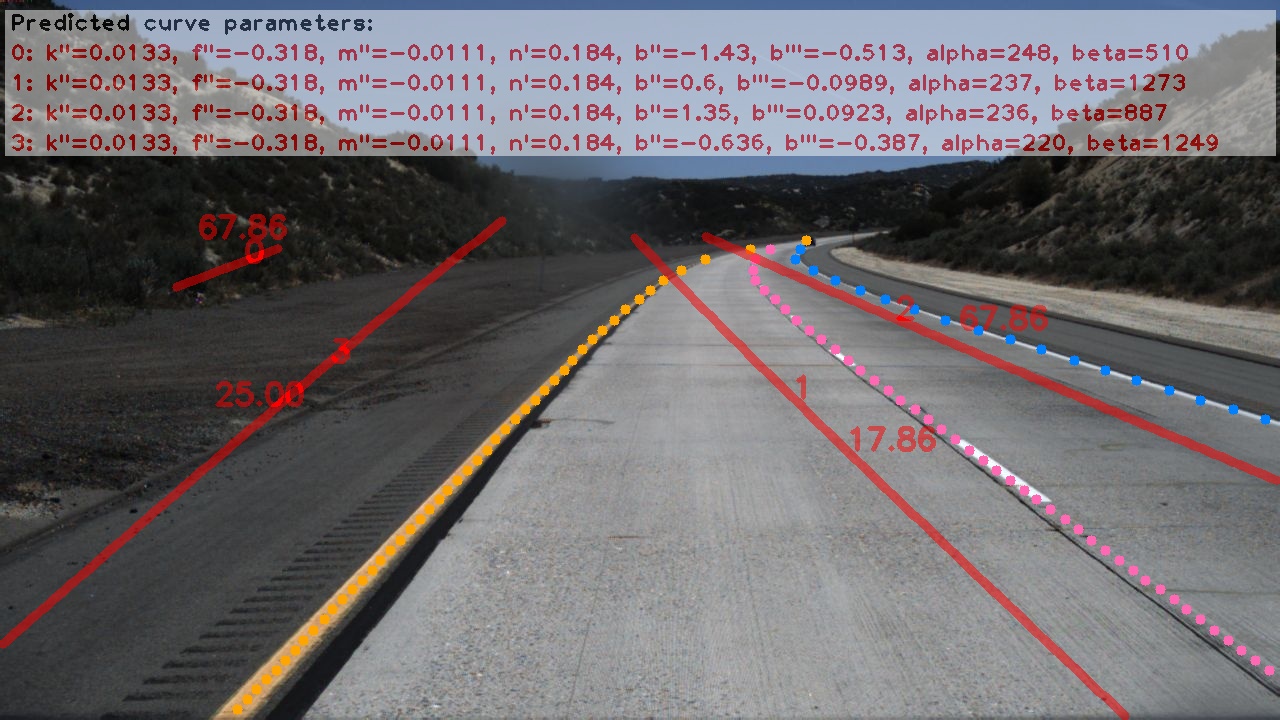 Predicted curve parameters:
0: k"=0.0133, f"=-0.318, m"=-0.0111, n'=0.184, b"=-1.43, b'''=-0.513, alpha=248, beta=510
1: k"=0.0133, f"=-0.318, m"=-0.0111, n'=0.184, b"=0.6, b'''=-0.0989, alpha=237, beta=1273
2: k"=0.0133, f"=-0.318, m"=-0.0111, n'=0.184, b"=1.35, b'''=0.0923, alpha=236, beta=887
3: k"=0.0133, f"=-0.318, m"=-0.0111, n'=0.184, b"=-0.636, b'''=-0.387, alpha=220, beta=1249
67.86
0
2 67.86
3
25.00
1
17.86